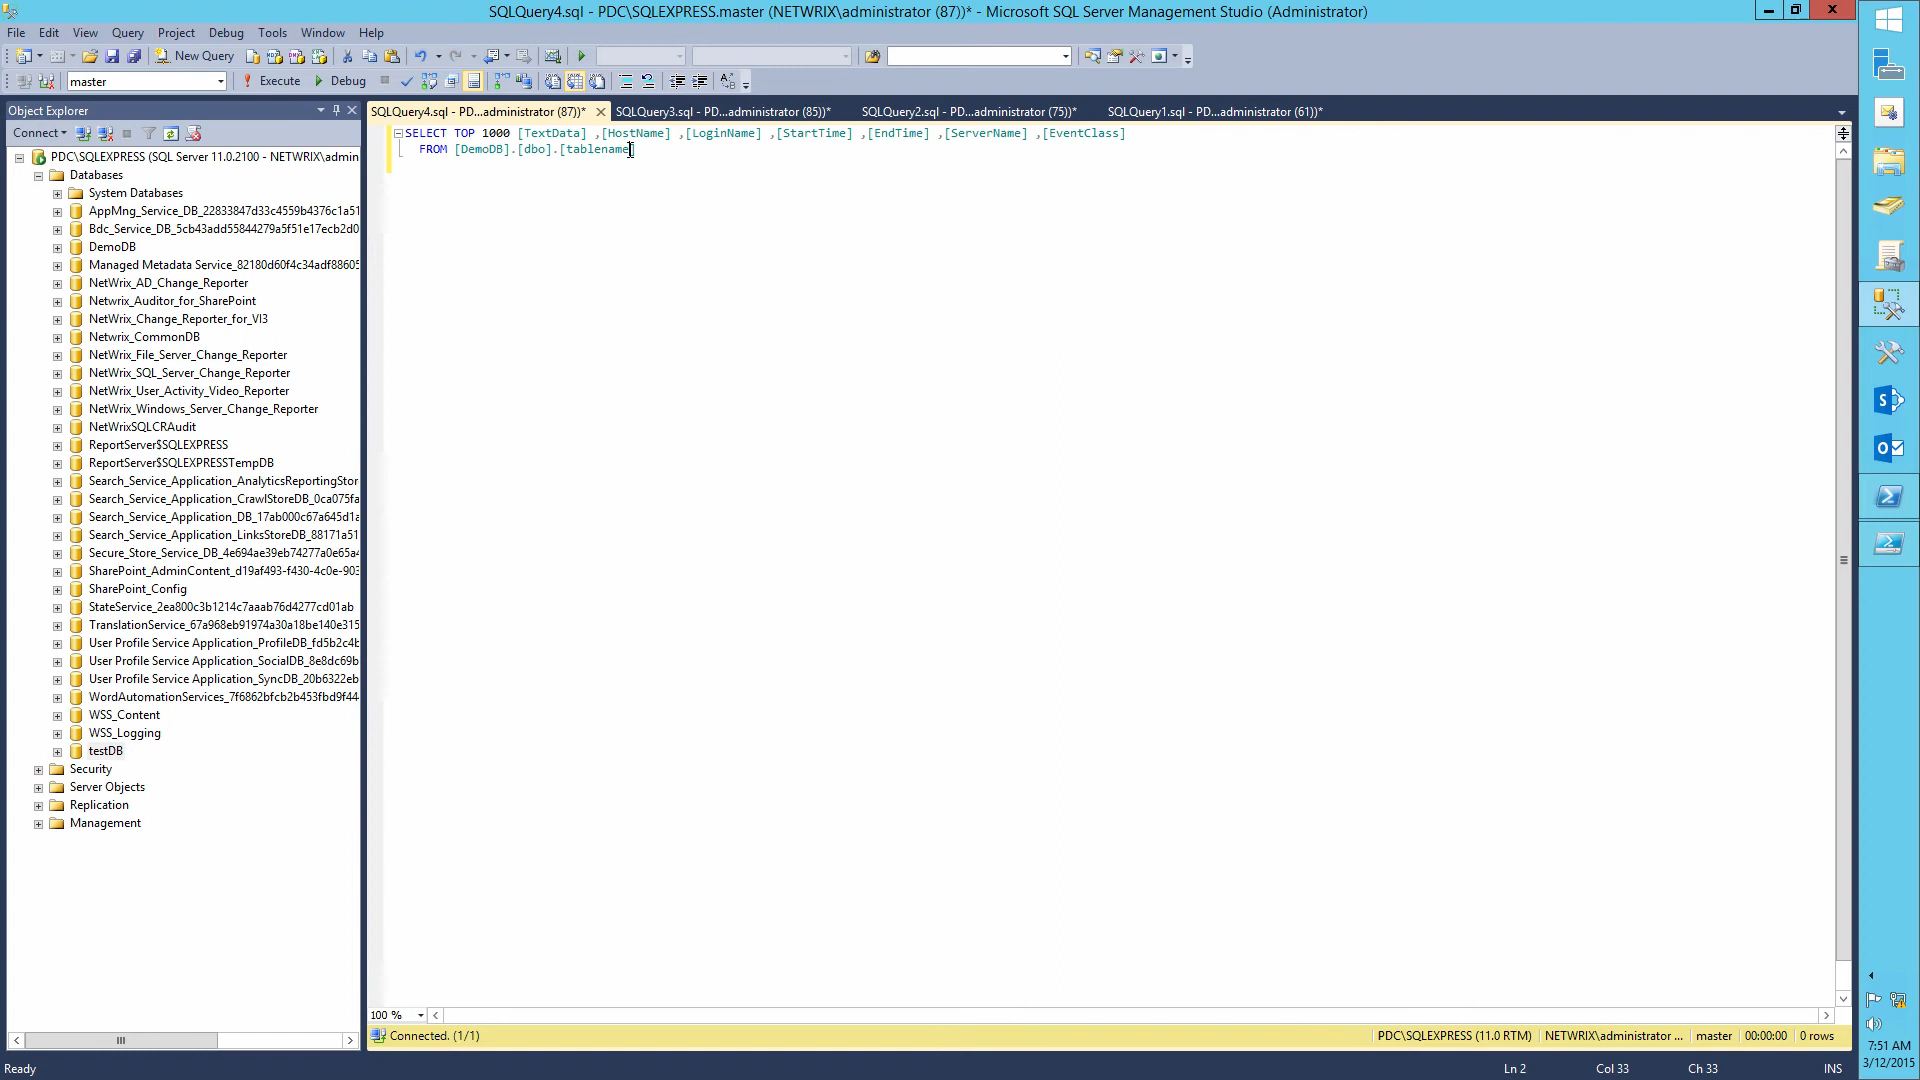 SQLQuery4.sql - PDC\SQLEXPRESS.master (NETWRIX\administrator (87))* - Microsoft SQL Server Management Studio (Administrator)
File Edit View Query Project Debug Tools Window Help
New Query
master Execute Debug
Object Explorer
SQLQuery4.sql - PD...administrator (87))* SQLQuery3.sql - PD...administrator (85))* SQLQuery2.sql - PD...administrator (75))* SQLQuery1.sql - PD...administrator (61))*
Connect
SELECT TOP 1000 [TextData] ,[HostName] ,[LoginName] ,[StartTime] ,[EndTime] ,[ServerName] ,[EventClass]
FROM [DemoDB].[dbo].[tablename]
PDC\SQLEXPRESS (SQL Server 11.0.2100 - NETWRIX\admin
Databases
System Databases
AppMng_Service_DB_22833847d33c4559b4376c1a51
Bdc_Service_DB_5cb43add55844279a5f51e17ecb2d0
DemoDB
Managed Metadata Service_82180d60f4c34adf88605
NetWrix_AD_Change_Reporter
Netwrix_Auditor_for_SharePoint
NetWrix_Change_Reporter_for_VI3
Netwrix_CommonDB
NetWrix_File_Server_Change_Reporter
NetWrix_SQL_Server_Change_Reporter
NetWrix_User_Activity_Video_Reporter
NetWrix_Windows_Server_Change_Reporter
NetWrixSQLCRAudit
ReportServer$SQLEXPRESS
ReportServer$SQLEXPRESSTempDB
Search_Service_Application_AnalyticsReportingStor
Search_Service_Application_CrawlStoreDB_0ca075fa
Search_Service_Application_DB_17ab000c67a645d1a
Search_Service_Application_LinksStoreDB_88171a51
Secure_Store_Service_DB_4e694ae39eb74277a0e65a4
SharePoint_AdminContent_d19af493-f430-4c0e-903
SharePoint_Config
StateService_2ea800c3b1214c7aaab76d4277cd01ab
TranslationService_67a968eb91974a30a18be140e315
User Profile Service Application_ProfileDB_fd5b2c4b
User Profile Service Application_SocialDB_8e8dc69b
User Profile Service Application_SyncDB_20b6322eb
WordAutomationServices_7f6862bfcb2b453fbd9f44
WSS_Content
WSS_Logging
testDB
Security
Server Objects
Replication
Management
100 %
Connected. (1/1) PDC\SQLEXPRESS (11.0 RTM) NETWRIX\administrator ... master 00:00:00 0 rows
Ready Ln 2 Col 33 Ch 33 INS
7:51 AM
3/12/2015